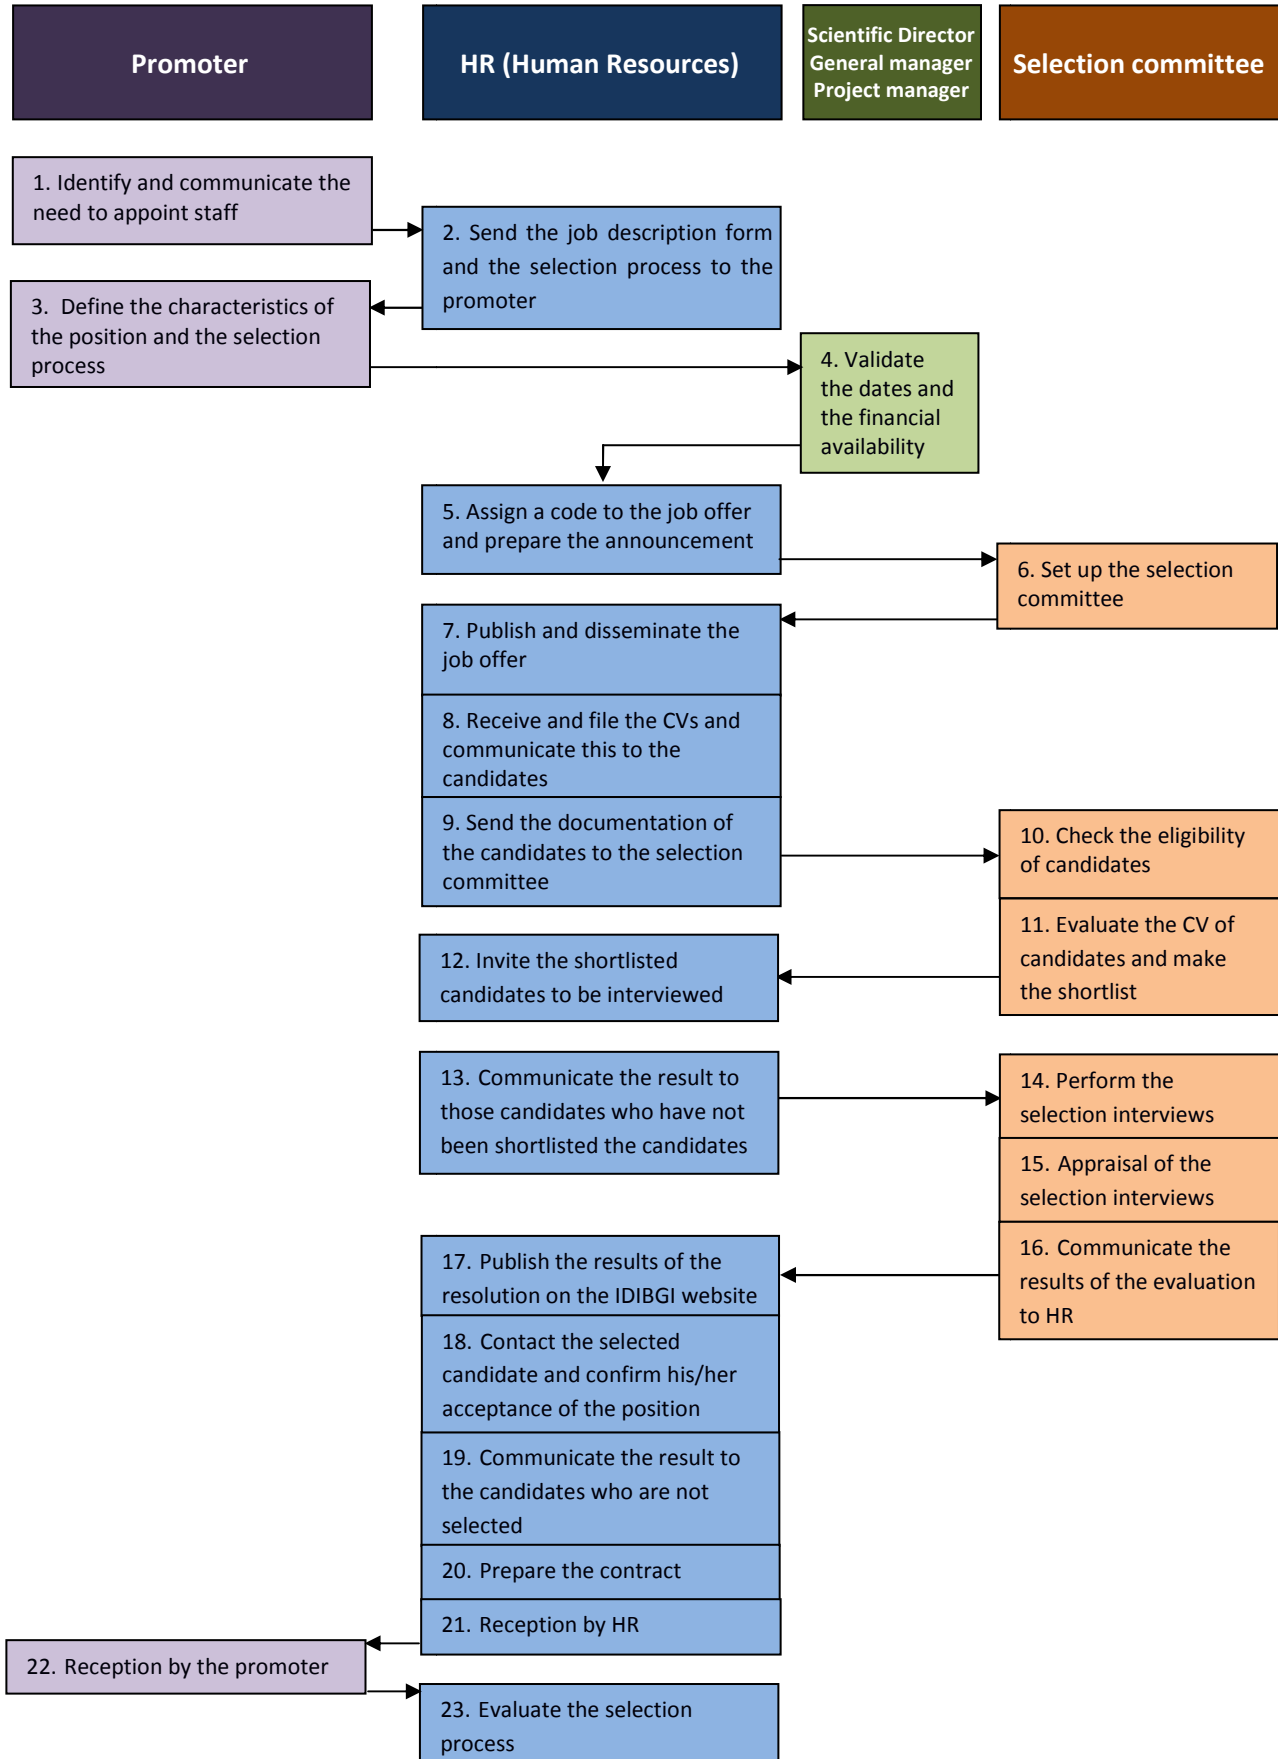 Promoter
HR (Human Resources)
Scientific Director
General manager
Project manager
Selection committee
1. Identify and communicate the
need to appoint staff
2. Send the job description form
and the selection process to the
promoter
3. Define the characteristics of
the position and the selection
process
4. Validate
the dates and
the financial
availability
5. Assign a code to the job offer
and prepare the announcement
6. Set up the selection
committee
7. Publish and disseminate the
job offer
8. Receive and file the CVs and
communicate this to the
candidates
9. Send the documentation of
the candidates to the selection
committee
10. Check the eligibility
of candidates
11. Evaluate the CV of
candidates and make
the shortlist
12. Invite the shortlisted
candidates to be interviewed
13. Communicate the result to
those candidates who have not
been shortlisted the candidates
14. Perform the
selection interviews
15. Appraisal of the
selection interviews
16. Communicate the
results of the evaluation
to HR
17. Publish the results of the
resolution on the IDIBGI website
18. Contact the selected
candidate and confirm his/her
acceptance of the position
19. Communicate the result to
the candidates who are not
selected
20. Prepare the contract
21. Reception by HR
22. Reception by the promoter
23. Evaluate the selection
process